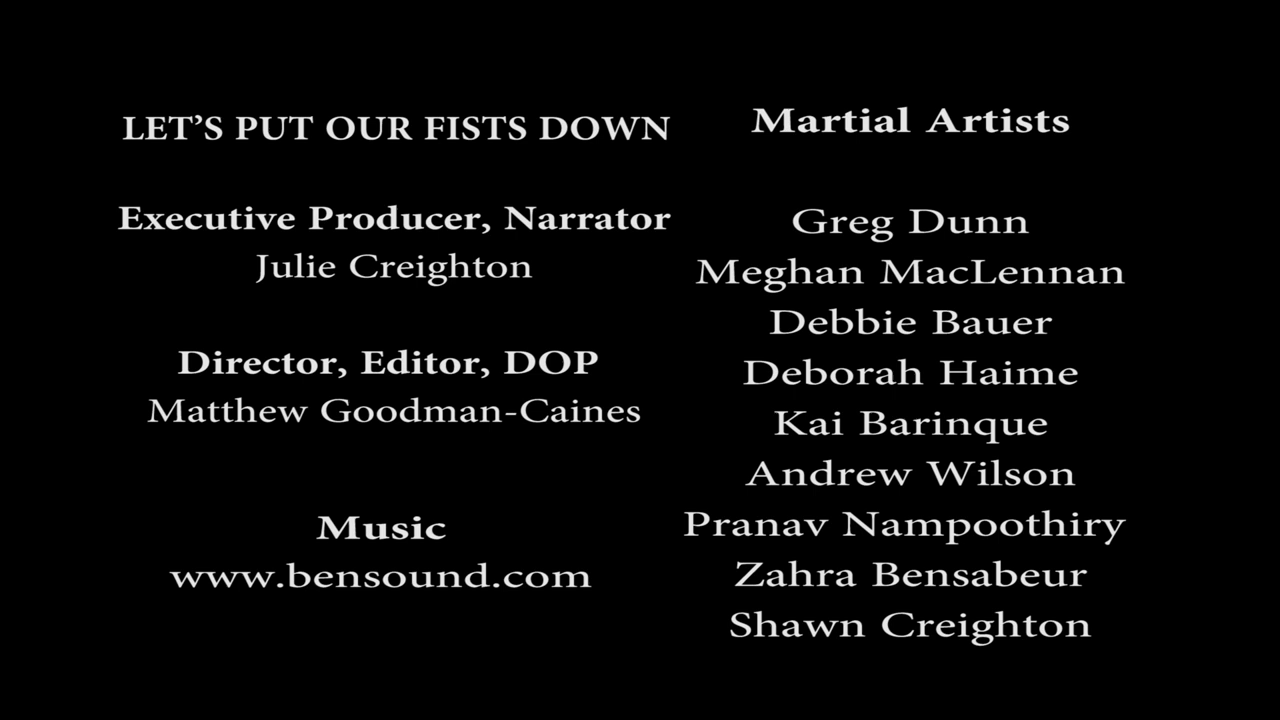 LET’S PUT OUR FISTS DOWN
Executive Producer, Narrator
Julie Creighton
Director, Editor, DOP
Matthew Goodman-Caines
Music
www.bensound.com
Martial Artists
Greg Dunn
Meghan MacLennan
Debbie Bauer
Deborah Haime
Kai Barinque
Andrew Wilson
Pranav Nampoothiry
Zahra Bensabeur
Shawn Creighton